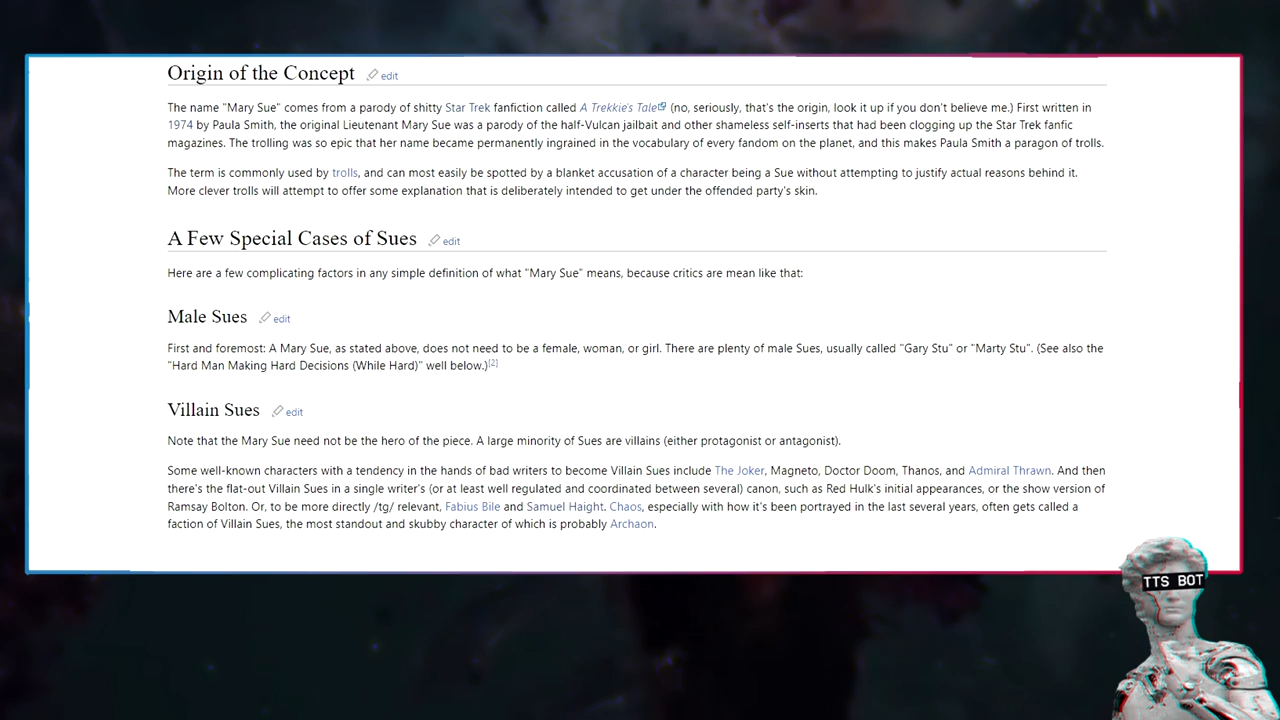 Origin of the Concept edit
The name "Mary Sue" comes from a parody of shitty Star Trek fanfiction called A Trekkie's Tale (no, seriously, that's the origin, look it up if you don't believe me.) First written in
1974 by Paula Smith, the original Lieutenant Mary Sue was a parody of the half-Vulcan jailbait and other shameless self-inserts that had been clogging up the Star Trek fanfic
magazines. The trolling was so epic that her name became permanently ingrained in the vocabulary of every fandom on the planet, and this makes Paula Smith a paragon of trolls.
The term is commonly used by trolls, and can most easily be spotted by a blanket accusation of a character being a Sue without attempting to justify actual reasons behind it.
More clever trolls will attempt to offer some explanation that is deliberately intended to get under the offended party's skin.
A Few Special Cases of Sues edit
Here are a few complicating factors in any simple definition of what "Mary Sue" means, because critics are mean like that:
Male Sues edit
First and foremost: A Mary Sue, as stated above, does not need to be a female, woman, or girl. There are plenty of male Sues, usually called "Gary Stu" or "Marty Stu". (See also the
"Hard Man Making Hard Decisions (While Hard)" well below.)[2]
Villain Sues edit
Note that the Mary Sue need not be the hero of the piece. A large minority of Sues are villains (either protagonist or antagonist).
Some well-known characters with a tendency in the hands of bad writers to become Villain Sues include The Joker, Magneto, Doctor Doom, Thanos, and Admiral Thrawn. And then
there's the flat-out Villain Sues in a single writer's (or at least well regulated and coordinated between several) canon, such as Red Hulk's initial appearances, or the show version of
Ramsay Bolton. Or, to be more directly /tg/ relevant, Fabius Bile and Samuel Haight. Chaos, especially with how it's been portrayed in the last several years, often gets called a
faction of Villain Sues, the most standout and skubby character of which is probably Archaon.
TTS BOT